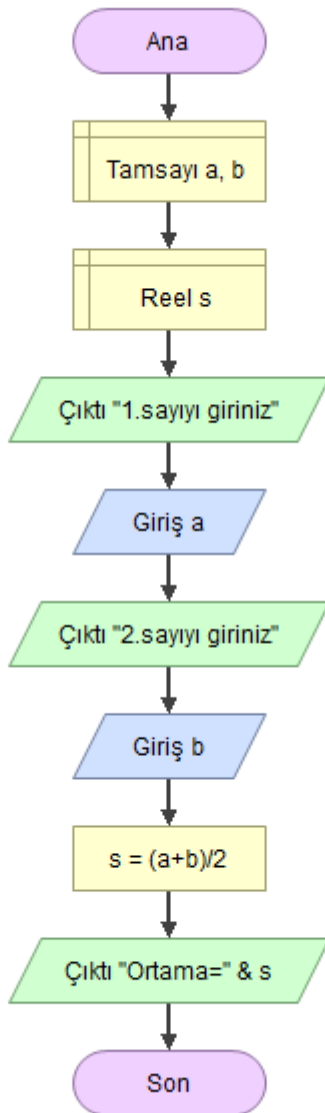 Ana
Tamsayı a, b
Reel s
Çıktı "1.sayıyı giriniz"
Giriş a
Çıktı "2.sayıyı giriniz"
Giriş b
s = (a+b)/2
Çıktı "Ortama=" & s
Son